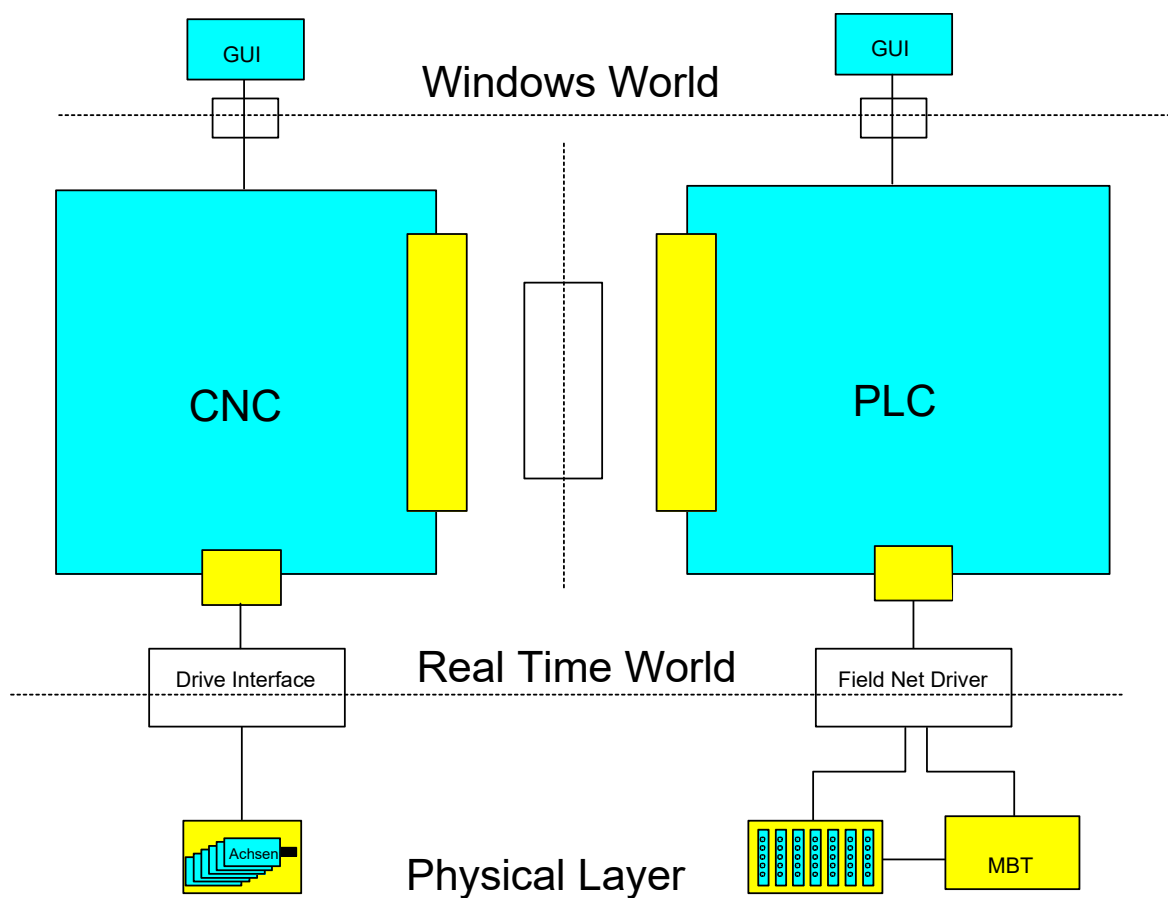 GUI
GUI
Windows World
CNC
PLC
Real Time World
Drive Interface
Field Net Driver
Achsen
MBT
Physical Layer